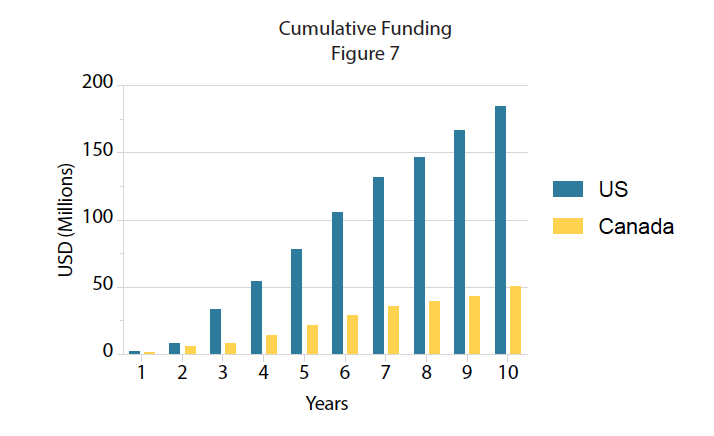 Cumulative Funding
Figure 7
200
150
100
50
0
USD (Millions)
1 2 3 4 5 6 7 8 9 10
Years
US
Canada